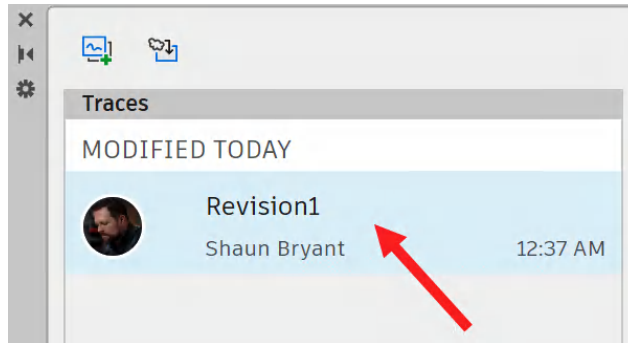 Traces
MODIFIED TODAY
Revision1
Shaun Bryant 12:37 AM